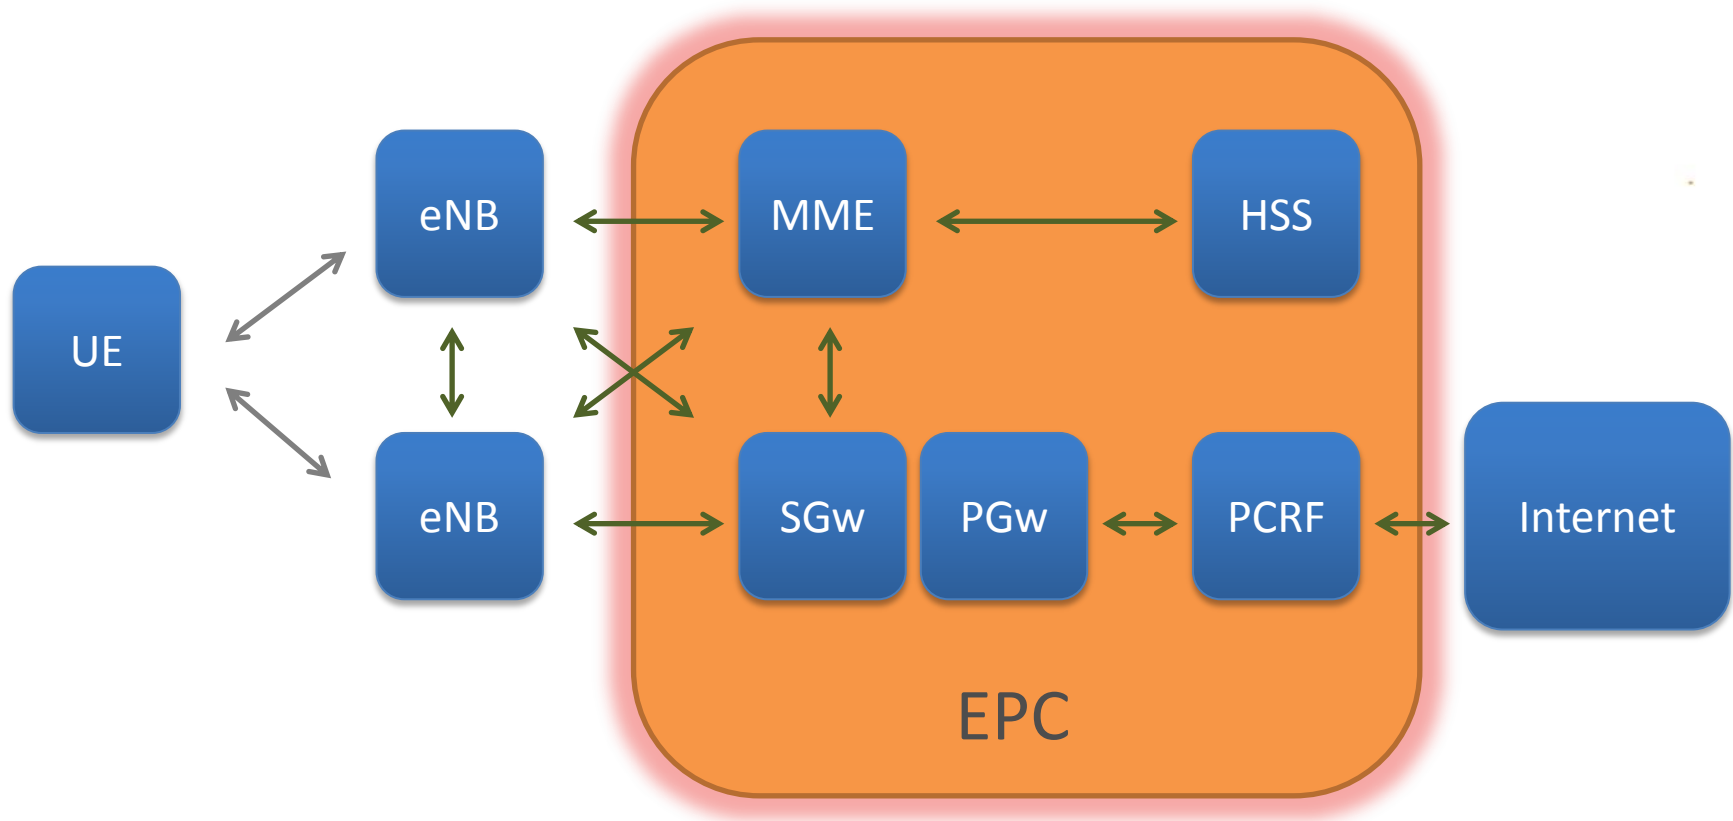 eNB
MME
HSS
UE
eNB
SGw
PGw
PCRF
Internet
EPC